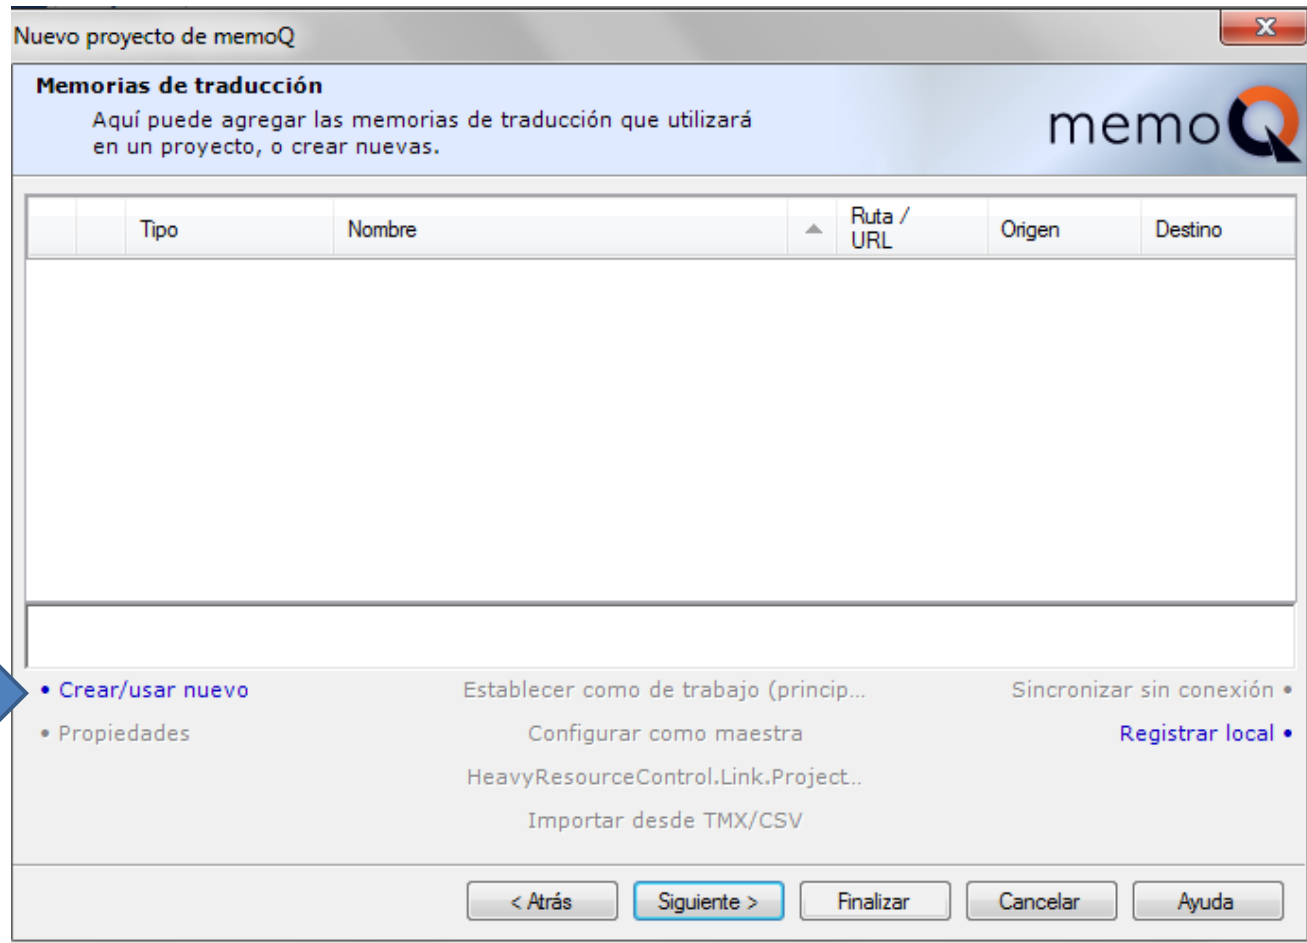 Nuevo proyecto de memoQ
Memorias de traducción
Aquí puede agregar las memorias de traducción que utilizará
en un proyecto, o crear nuevas.
memoQ
Tipo
Nombre
Ruta /
URL
Origen
Destino
• Crear/usar nuevo
Establecer como de trabajo (princip...
Sincronizar sin conexión •
• Propiedades
Configurar como maestra
Registrar local •
HeavyResourceControl.Link.Project...
Importar desde TMX/CSV
< Atrás
Siguiente >
Finalizar
Cancelar
Ayuda